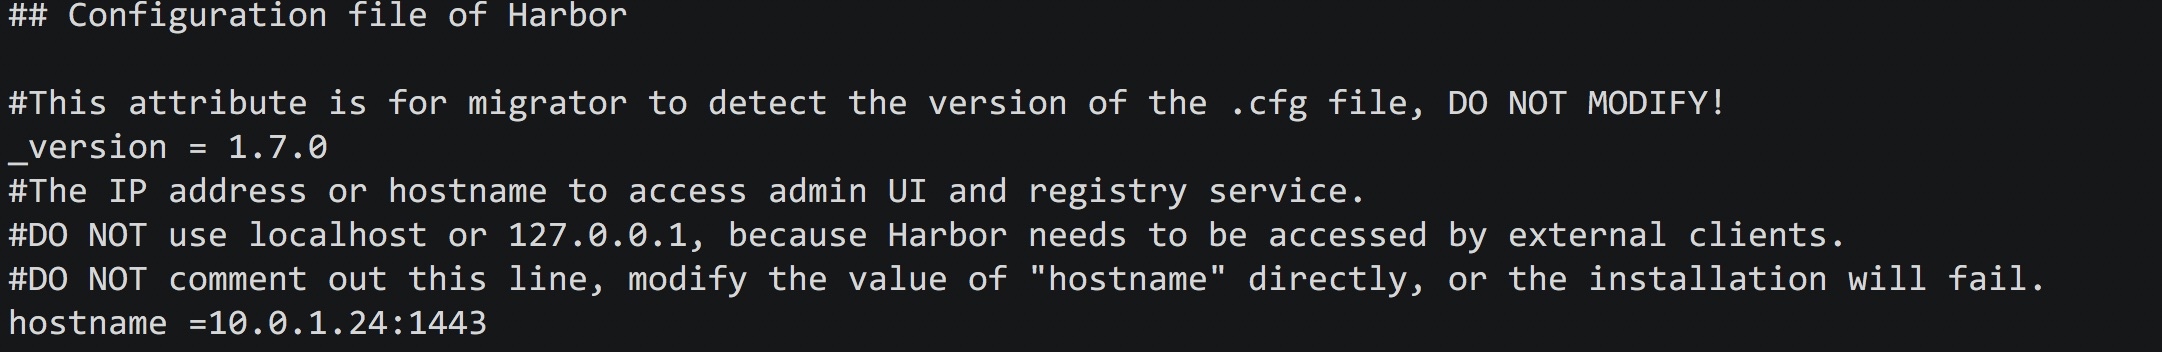 ## Configuration file of Harbor
#This attribute is for migrator to detect the version of the .cfg file, DO NOT MODIFY!
_version = 1.7.0
#The IP address or hostname to access admin UI and registry service.
#DO NOT use localhost or 127.0.0.1, because Harbor needs to be accessed by external clients.
#DO NOT comment out this line, modify the value of "hostname" directly, or the installation will fail.
hostname =10.0.1.24:1443